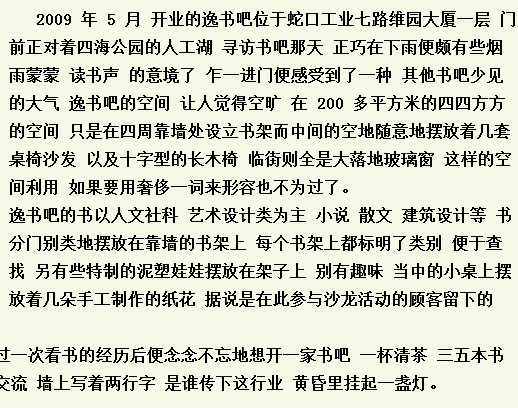 2009 年 5 月 开业的逸书吧位于蛇口工业七路维园大厦一层 门
前正对着四海公园的人工湖 寻访书吧那天 正巧在下雨便颇有些烟
雨蒙蒙 读书声 的意境了 乍一进门便感受到了一种 其他书吧少见
的大气 逸书吧的空间 让人觉得空旷 在 200 多平方米的四四方方
的空间 只是在四周靠墙处设立书架而中间的空地随意地摆放着几套
桌椅沙发 以及十字型的长木椅 临街则全是大落地玻璃窗 这样的空
间利用 如果要用奢侈一词来形容也不为过了。
逸书吧的书以人文社科 艺术设计类为主 小说 散文 建筑设计等 书
分门别类地摆放在靠墙的书架上 每个书架上都标明了类别 便于查
找 另有些特制的泥塑娃娃摆放在架子上 别有趣味 当中的小桌上摆
放着几朵手工制作的纸花 据说是在此参与沙龙活动的顾客留下的
过一次看书的经历后便念念不忘地想开一家书吧 一杯清茶 三五本书
交流 墙上写着两行字 是谁传下这行业 黄昏里挂起一盏灯。